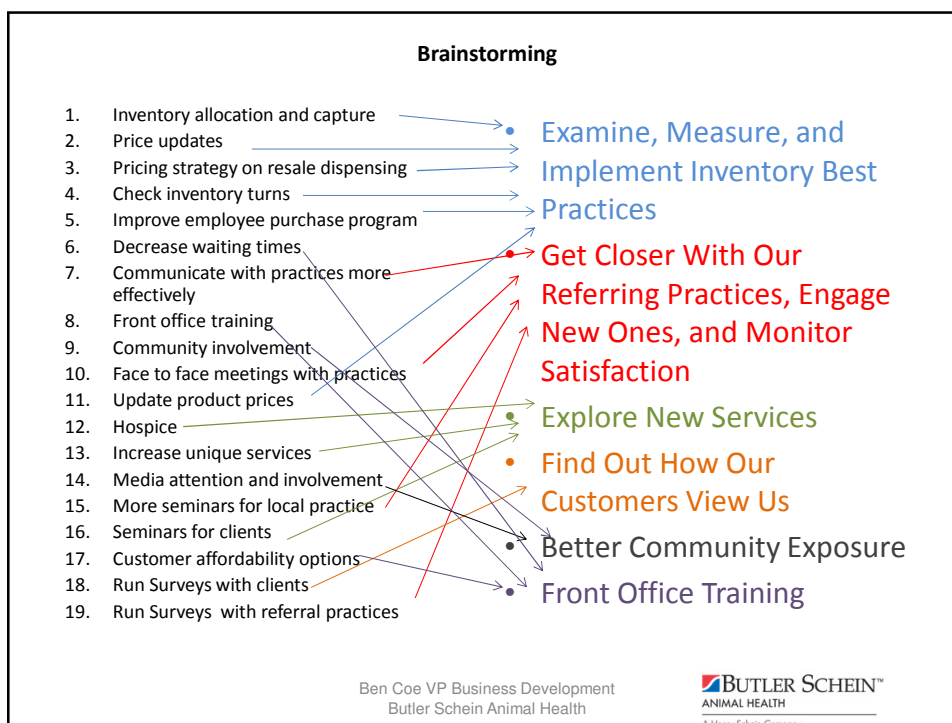 Brainstorming
1. Inventory allocation and capture
2. Price updates
3. Pricing strategy on resale dispensing
4. Check inventory turns
5. Improve employee purchase program
6. Decrease waiting times
7. Communicate with practices more
effectively
8. Front office training
9. Community involvement
10. Face to face meetings with practices
11. Update product prices
12. Hospice
13. Increase unique services
14. Media attention and involvement
15. More seminars for local practice
16. Seminars for clients
17. Customer affordability options
18. Run Surveys with clients
19. Run Surveys with referral practices
• Examine, Measure, and
Implement Inventory Best
Practices
• Get Closer With Our
Referring Practices, Engage
New Ones, and Monitor
Satisfaction
• Explore New Services
• Find Out How Our
Customers View Us
• Better Community Exposure
• Front Office Training
Ben Coe VP Business Development
Butler Schein Animal Health
BUTLER SCHEIN™
ANIMAL HEALTH